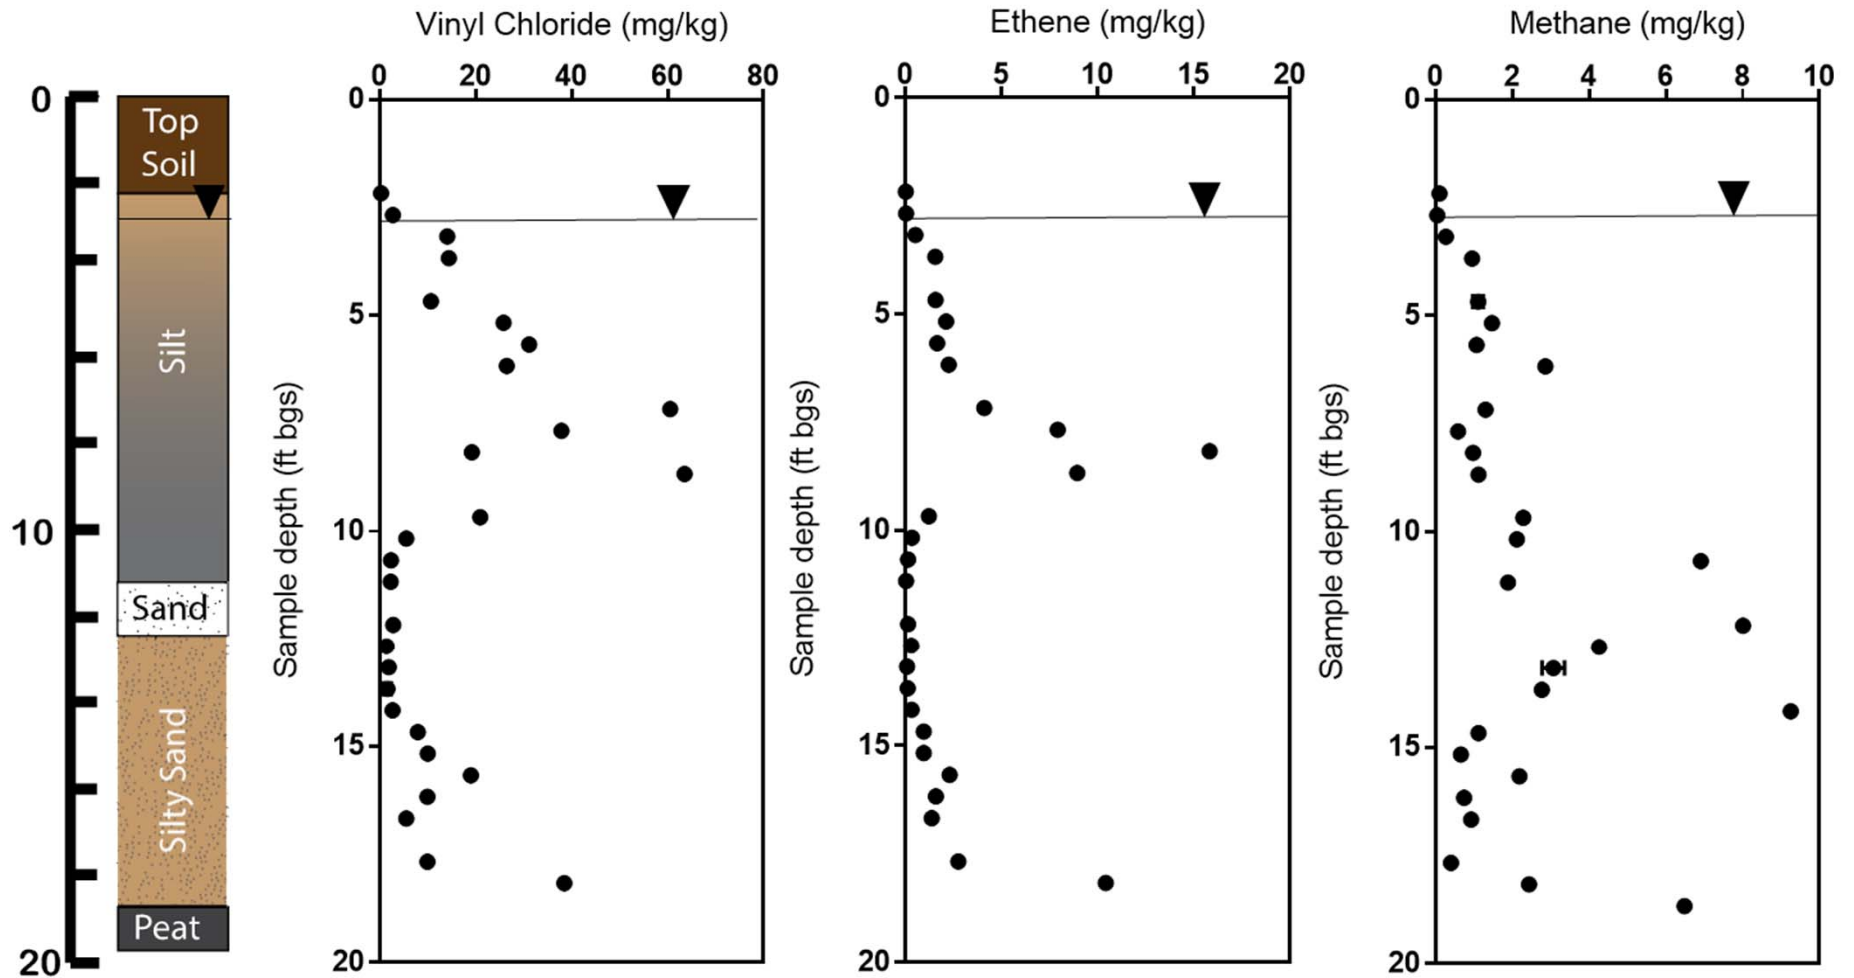 Vinyl Chloride (mg/kg)
Ethene (mg/kg)
Methane (mg/kg)
0 20 40 60 80
0 5 10 15 20
0 2 4 6 8 10
0
10
20
Top
Soil
Silt
Sand
Silty Sand
Peat
Sample depth (ft bgs)
0
5
10
15
20
Sample depth (ft bgs)
0
5
10
15
20
Sample depth (ft bgs)
0
5
10
15
20